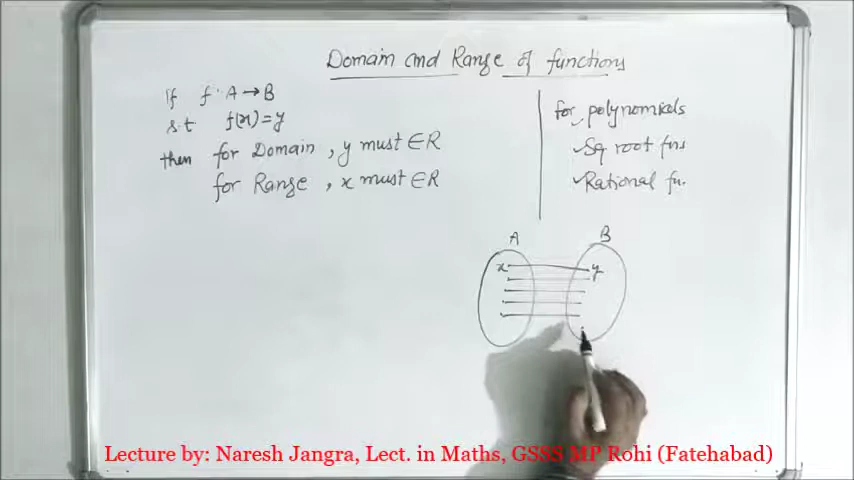 Domain and Range of functions
If f: A → B
s.t f(x) = y
then for Domain, y must ∈ R
for Range, x must ∈ R
for polynomials
✓Sq root fns
✓Rational fn.
A B
x y
Lecture by: Naresh Jangra, Lect. in Maths, GSSS MP Rohi (Fatehabad)